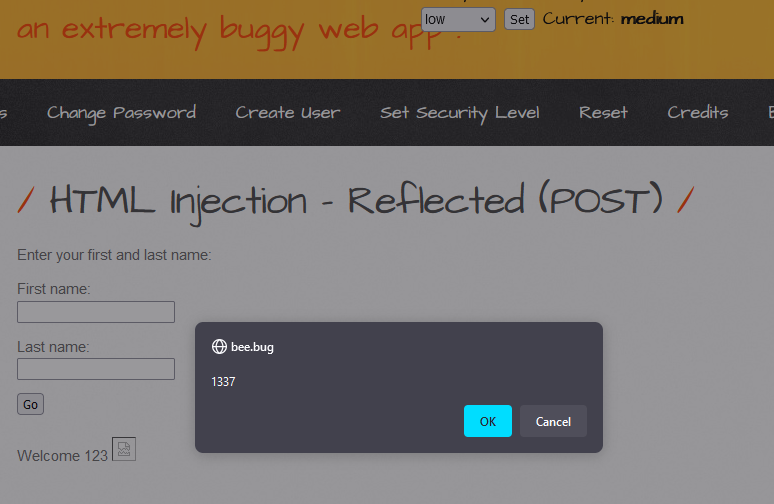 an extremely buggy web app !
low Set Current: medium
s Change Password Create User Set Security Level Reset Credits
/ HTML Injection - Reflected (POST) /
Enter your first and last name:
First name:
bee.bug
Last name:
1337
Go
OK Cancel
Welcome 123